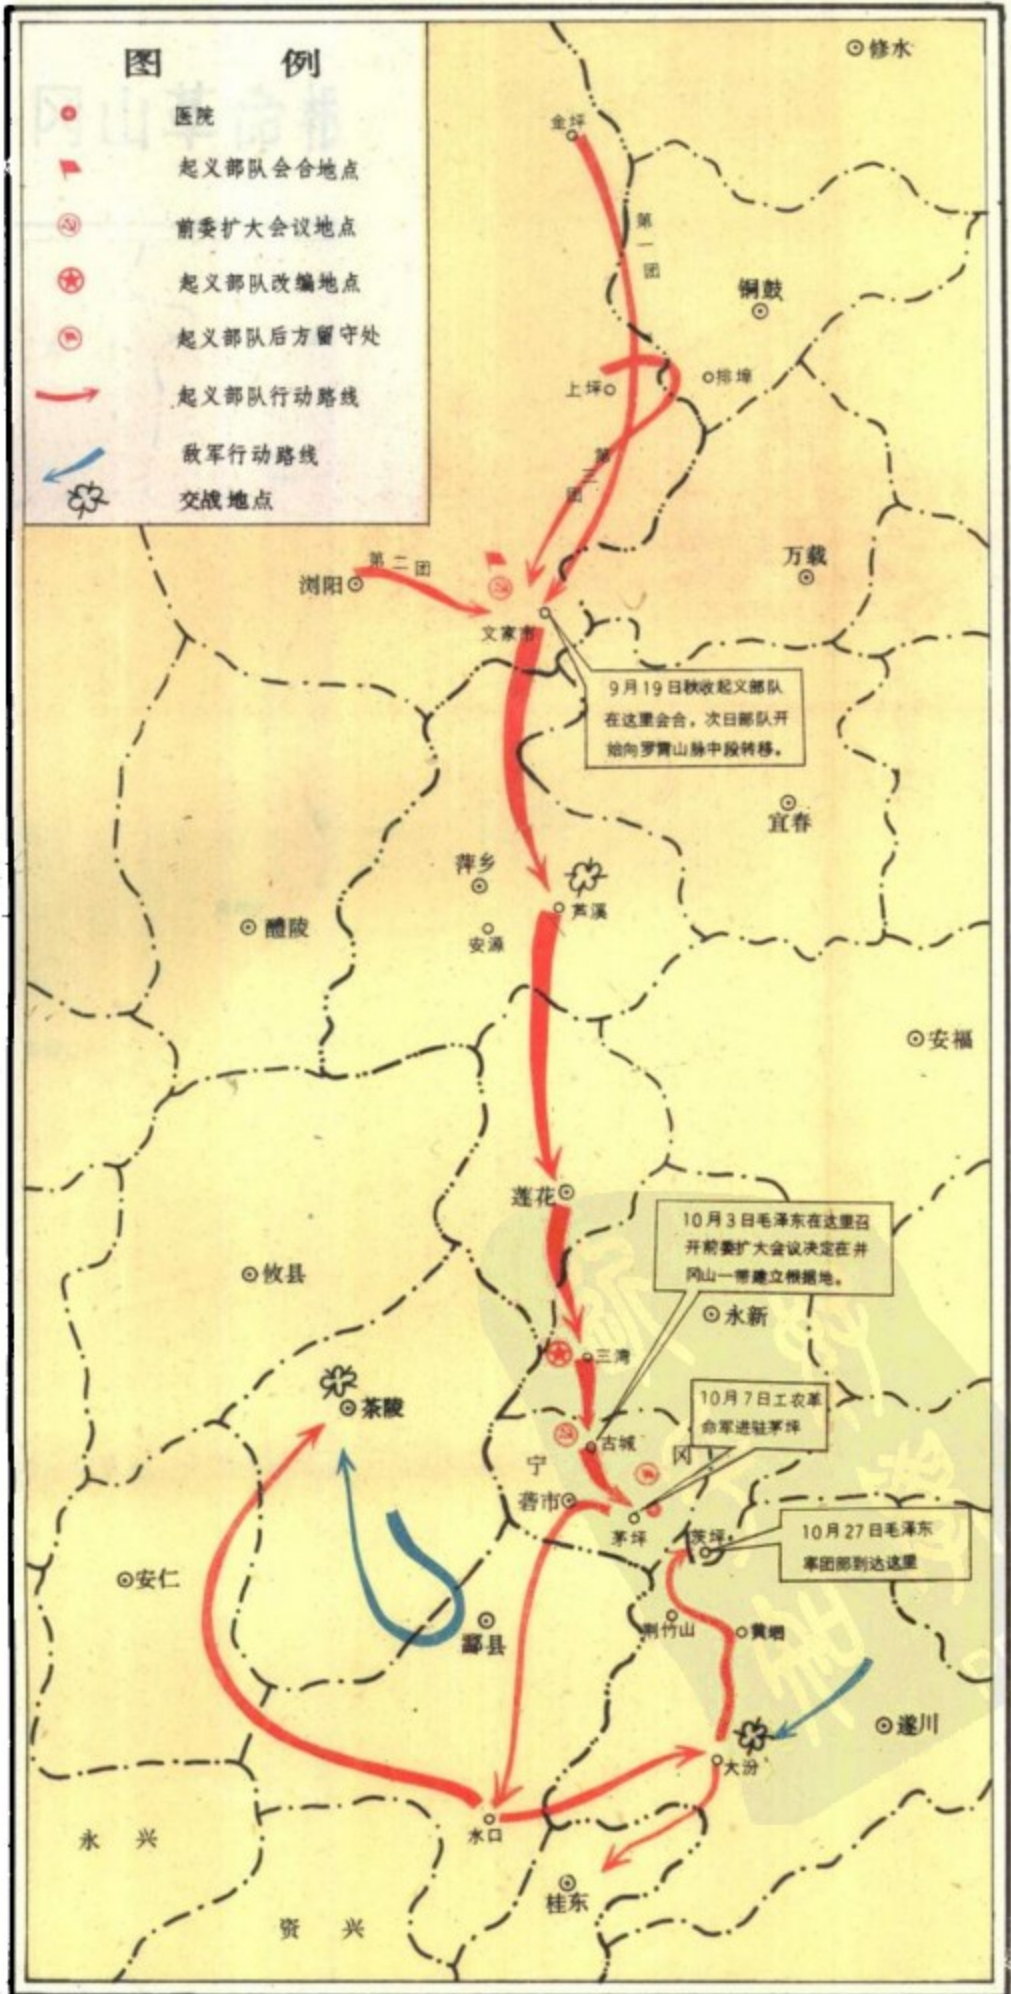 图 例
医院
起义部队会合地点
前委扩大会议地点
起义部队改编地点
起义部队后方留守处
起义部队行动路线
敌军行动路线
交战地点
修水
金坪
第一团
铜鼓
上坪
排埠
第三团
万载
第二团
浏阳
文家市
9月19日秋收起义部队
在这里会合，次日部队开
始向罗霄山脉中段转移。
宜春
萍乡
芦溪
醴陵
安源
安福
莲花
10月3日毛泽东在这里召
开前委扩大会议决定在井
冈山一带建立根据地。
攸县
永新
三湾
茶陵
10月7日工农革
命军进驻茅坪
古城
宁 冈
砻市
茅坪
茨坪
10月27日毛泽东
率团部到达这里
安仁
酃县
荆竹山
黄坳
遂川
大汾
水口
永 兴
桂东
资 兴